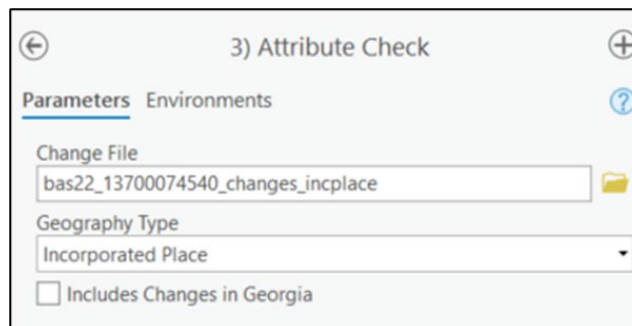 3) Attribute Check
Parameters Environments
?
Change File
bas22_13700074540_changes_incplace
Geography Type
Incorporated Place
Includes Changes in Georgia